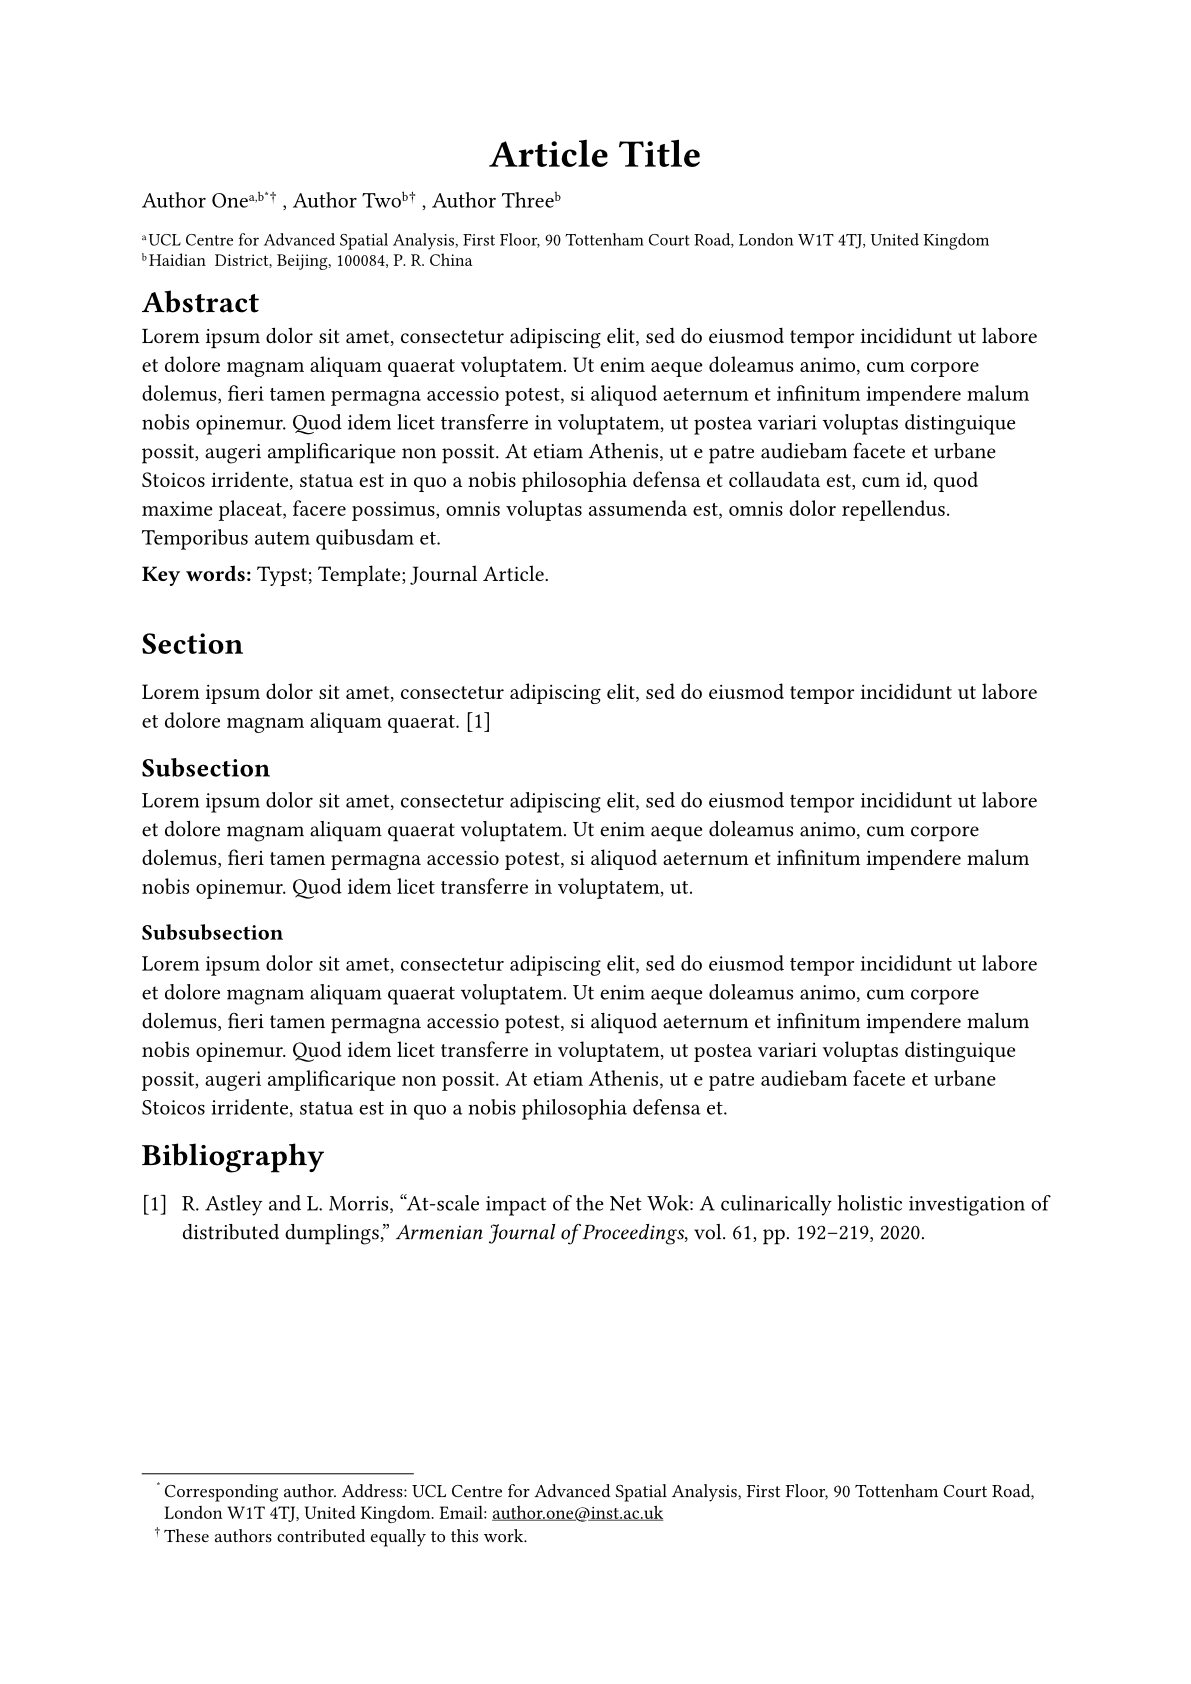 Article Title
Author Oneᵃ,ᵇ*† , Author Twoᵇ† , Author Threeᵇ
ᵃ UCL Centre for Advanced Spatial Analysis, First Floor, 90 Tottenham Court Road, London W1T 4TJ, United Kingdom
ᵇ Haidian  District, Beijing, 100084, P. R. China
Abstract
Lorem ipsum dolor sit amet, consectetur adipiscing elit, sed do eiusmod tempor incididunt ut labore
et dolore magnam aliquam quaerat voluptatem. Ut enim aeque doleamus animo, cum corpore
dolemus, fieri tamen permagna accessio potest, si aliquod aeternum et infinitum impendere malum
nobis opinemur. Quod idem licet transferre in voluptatem, ut postea variari voluptas distinguique
possit, augeri amplificarique non possit. At etiam Athenis, ut e patre audiebam facete et urbane
Stoicos irridente, statua est in quo a nobis philosophia defensa et collaudata est, cum id, quod
maxime placeat, facere possimus, omnis voluptas assumenda est, omnis dolor repellendus.
Temporibus autem quibusdam et.
Key words: Typst; Template; Journal Article.
Section
Lorem ipsum dolor sit amet, consectetur adipiscing elit, sed do eiusmod tempor incididunt ut labore
et dolore magnam aliquam quaerat. [1]
Subsection
Lorem ipsum dolor sit amet, consectetur adipiscing elit, sed do eiusmod tempor incididunt ut labore
et dolore magnam aliquam quaerat voluptatem. Ut enim aeque doleamus animo, cum corpore
dolemus, fieri tamen permagna accessio potest, si aliquod aeternum et infinitum impendere malum
nobis opinemur. Quod idem licet transferre in voluptatem, ut.
Subsubsection
Lorem ipsum dolor sit amet, consectetur adipiscing elit, sed do eiusmod tempor incididunt ut labore
et dolore magnam aliquam quaerat voluptatem. Ut enim aeque doleamus animo, cum corpore
dolemus, fieri tamen permagna accessio potest, si aliquod aeternum et infinitum impendere malum
nobis opinemur. Quod idem licet transferre in voluptatem, ut postea variari voluptas distinguique
possit, augeri amplificarique non possit. At etiam Athenis, ut e patre audiebam facete et urbane
Stoicos irridente, statua est in quo a nobis philosophia defensa et.
Bibliography
[1] R. Astley and L. Morris, “At-scale impact of the Net Wok: A culinarically holistic investigation of
distributed dumplings,” Armenian Journal of Proceedings, vol. 61, pp. 192–219, 2020.
* Corresponding author. Address: UCL Centre for Advanced Spatial Analysis, First Floor, 90 Tottenham Court Road,
London W1T 4TJ, United Kingdom. Email: author.one@inst.ac.uk
† These authors contributed equally to this work.